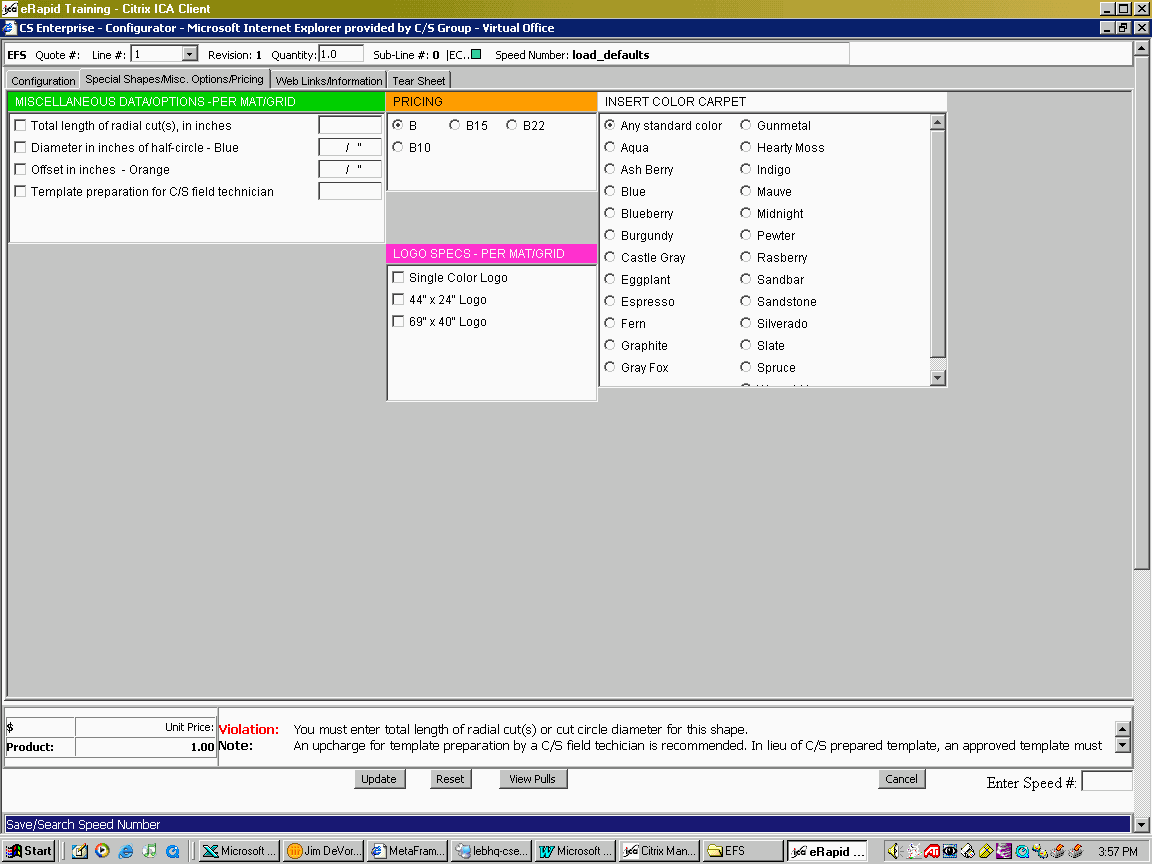 eRapid Training - Citrix ICA Client
CS Enterprise - Configurator - Microsoft Internet Explorer provided by C/S Group - Virtual Office
EFS Quote #: Line #: 1 Revision: 1 Quantity: 1.0 Sub-Line #: 0 |EC.. Speed Number: load_defaults
Configuration Special Shapes/Misc. Options/Pricing Web Links/Information Tear Sheet
MISCELLANEOUS DATA/OPTIONS -PER MAT/GRID
Total length of radial cut(s), in inches
Diameter in inches of half-circle - Blue / "
Offset in inches - Orange / "
Template preparation for C/S field technician
PRICING
B B15 B22
B10
LOGO SPECS - PER MAT/GRID
Single Color Logo
44" x 24" Logo
69" x 40" Logo
INSERT COLOR CARPET
Any standard color Gunmetal
Aqua Hearty Moss
Ash Berry Indigo
Blue Mauve
Blueberry Midnight
Burgundy Pewter
Castle Gray Rasberry
Eggplant Sandbar
Espresso Sandstone
Fern Silverado
Graphite Slate
Gray Fox Spruce
$ Unit Price:
Product: 1.00
Violation: You must enter total length of radial cut(s) or cut circle diameter for this shape.
Note: An upcharge for template preparation by a C/S field techician is recommended. In lieu of C/S prepared template, an approved template must
Update Reset View Pulls Cancel Enter Speed #:
Save/Search Speed Number
Start Microsoft ... Jim DeVor... MetaFram... lebhq-cse... Microsoft ... Citrix Man... EFS eRapid ... 3:57 PM